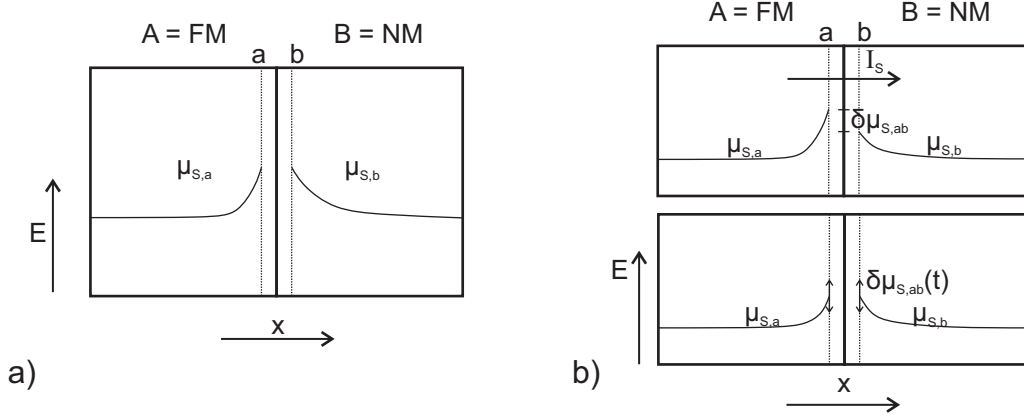 A = FM B = NM
a b
μS,a μS,b
E
x
a)
A = FM B = NM
a b
IS
δμS,ab
μS,a μS,b
E
δμS,ab(t)
μS,a μS,b
x
b)